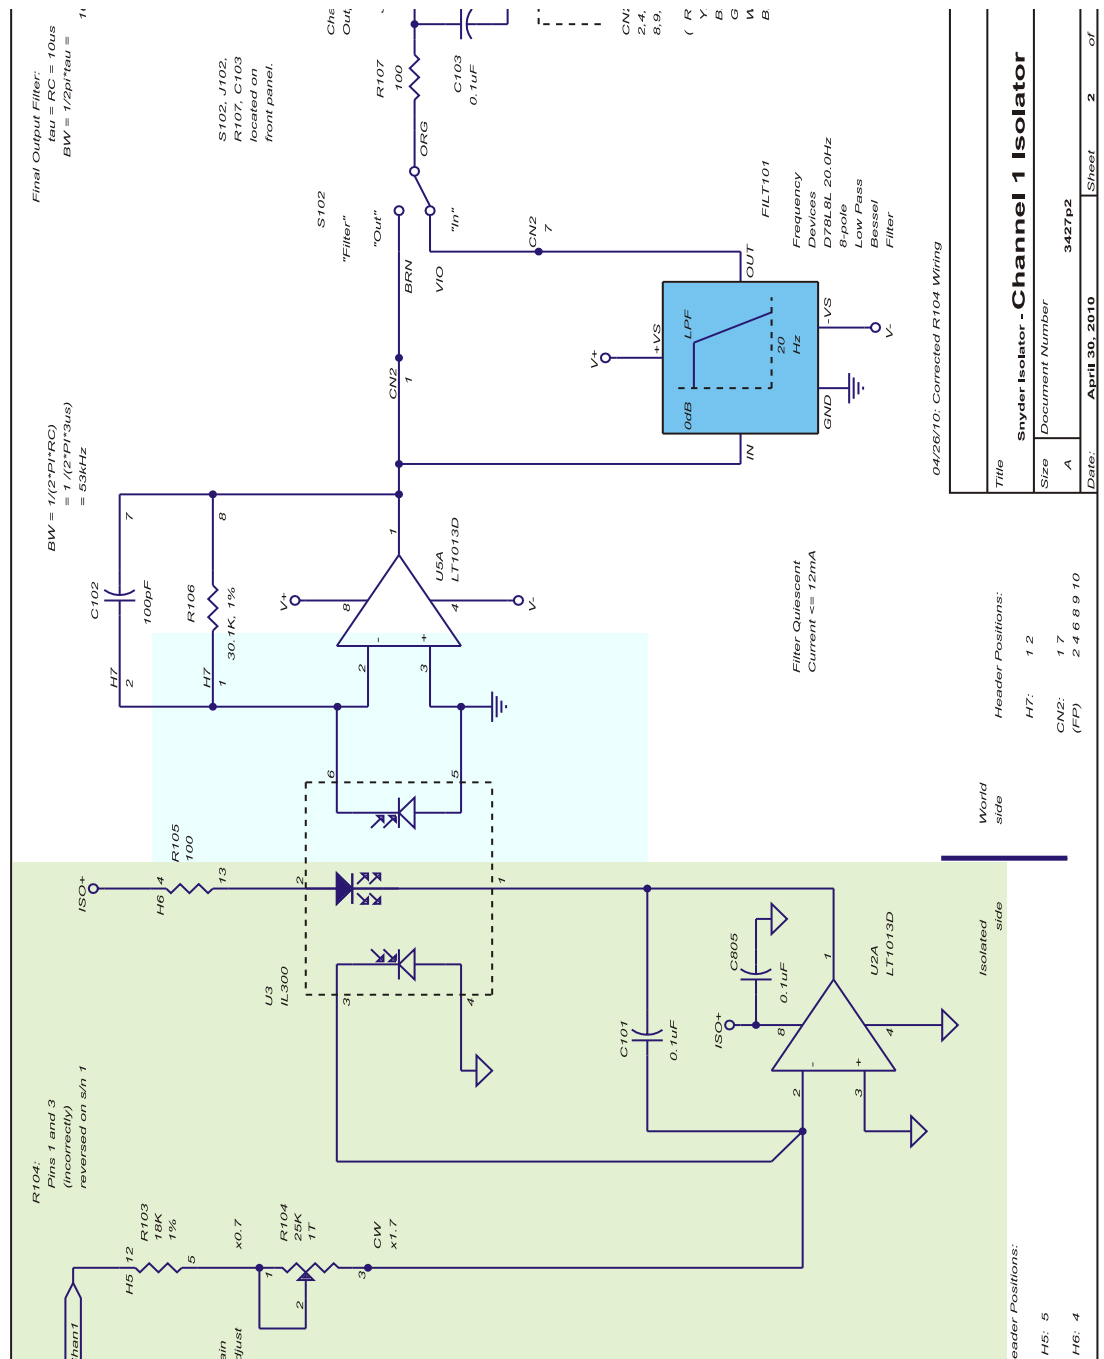 Final Output Filter:
tau = RC = 10us
BW = 1/2pi*tau =
S102, J102,
R107, C103
located on
front panel.
R107
100
C103
0.1uF
ORG
S102
"Filter"
"Out"
"In"
BRN
VIO
CN2
7
CN2
1
FILT101
Frequency
Devices
D78L8L 20.0Hz
8-pole
Low Pass
Bessel
Filter
OUT
+VS
-VS
V+
V-
LPF
0dB
20
Hz
GND
IN
BW = 1/(2*PI*RC)
= 1 /(2*PI*3us)
= 53kHz
C102
100pF
7
H7
2
R106
30.1K, 1%
8
H7
1
U5A
LT1013D
V+
V-
8
4
1
2
3
-
+
Filter Quiescent
Current <= 12mA
04/26/10: Corrected R104 Wiring
Title
Snyder Isolator - Channel 1 Isolator
Size
A
Document Number
3427p2
Date:
April 30, 2010
Sheet
2
of
Header Positions:
H7: 1 2
CN2: 1 7
(FP) 2 4 6 8 9 10
World
side
Isolated
side
ISO+
H6 4
R105
100
13
2
1
6
5
3
4
U3
IL300
C101
0.1uF
C805
0.1uF
ISO+
U2A
LT1013D
1
8
4
2
3
-
+
R104:
Pins 1 and 3
(incorrectly)
reversed on s/n 1
R103
18K
1%
H5 12
5
x0.7
R104
25K
1T
CW
x1.7
1
2
3
eader Positions:
H5: 5
H6: 4